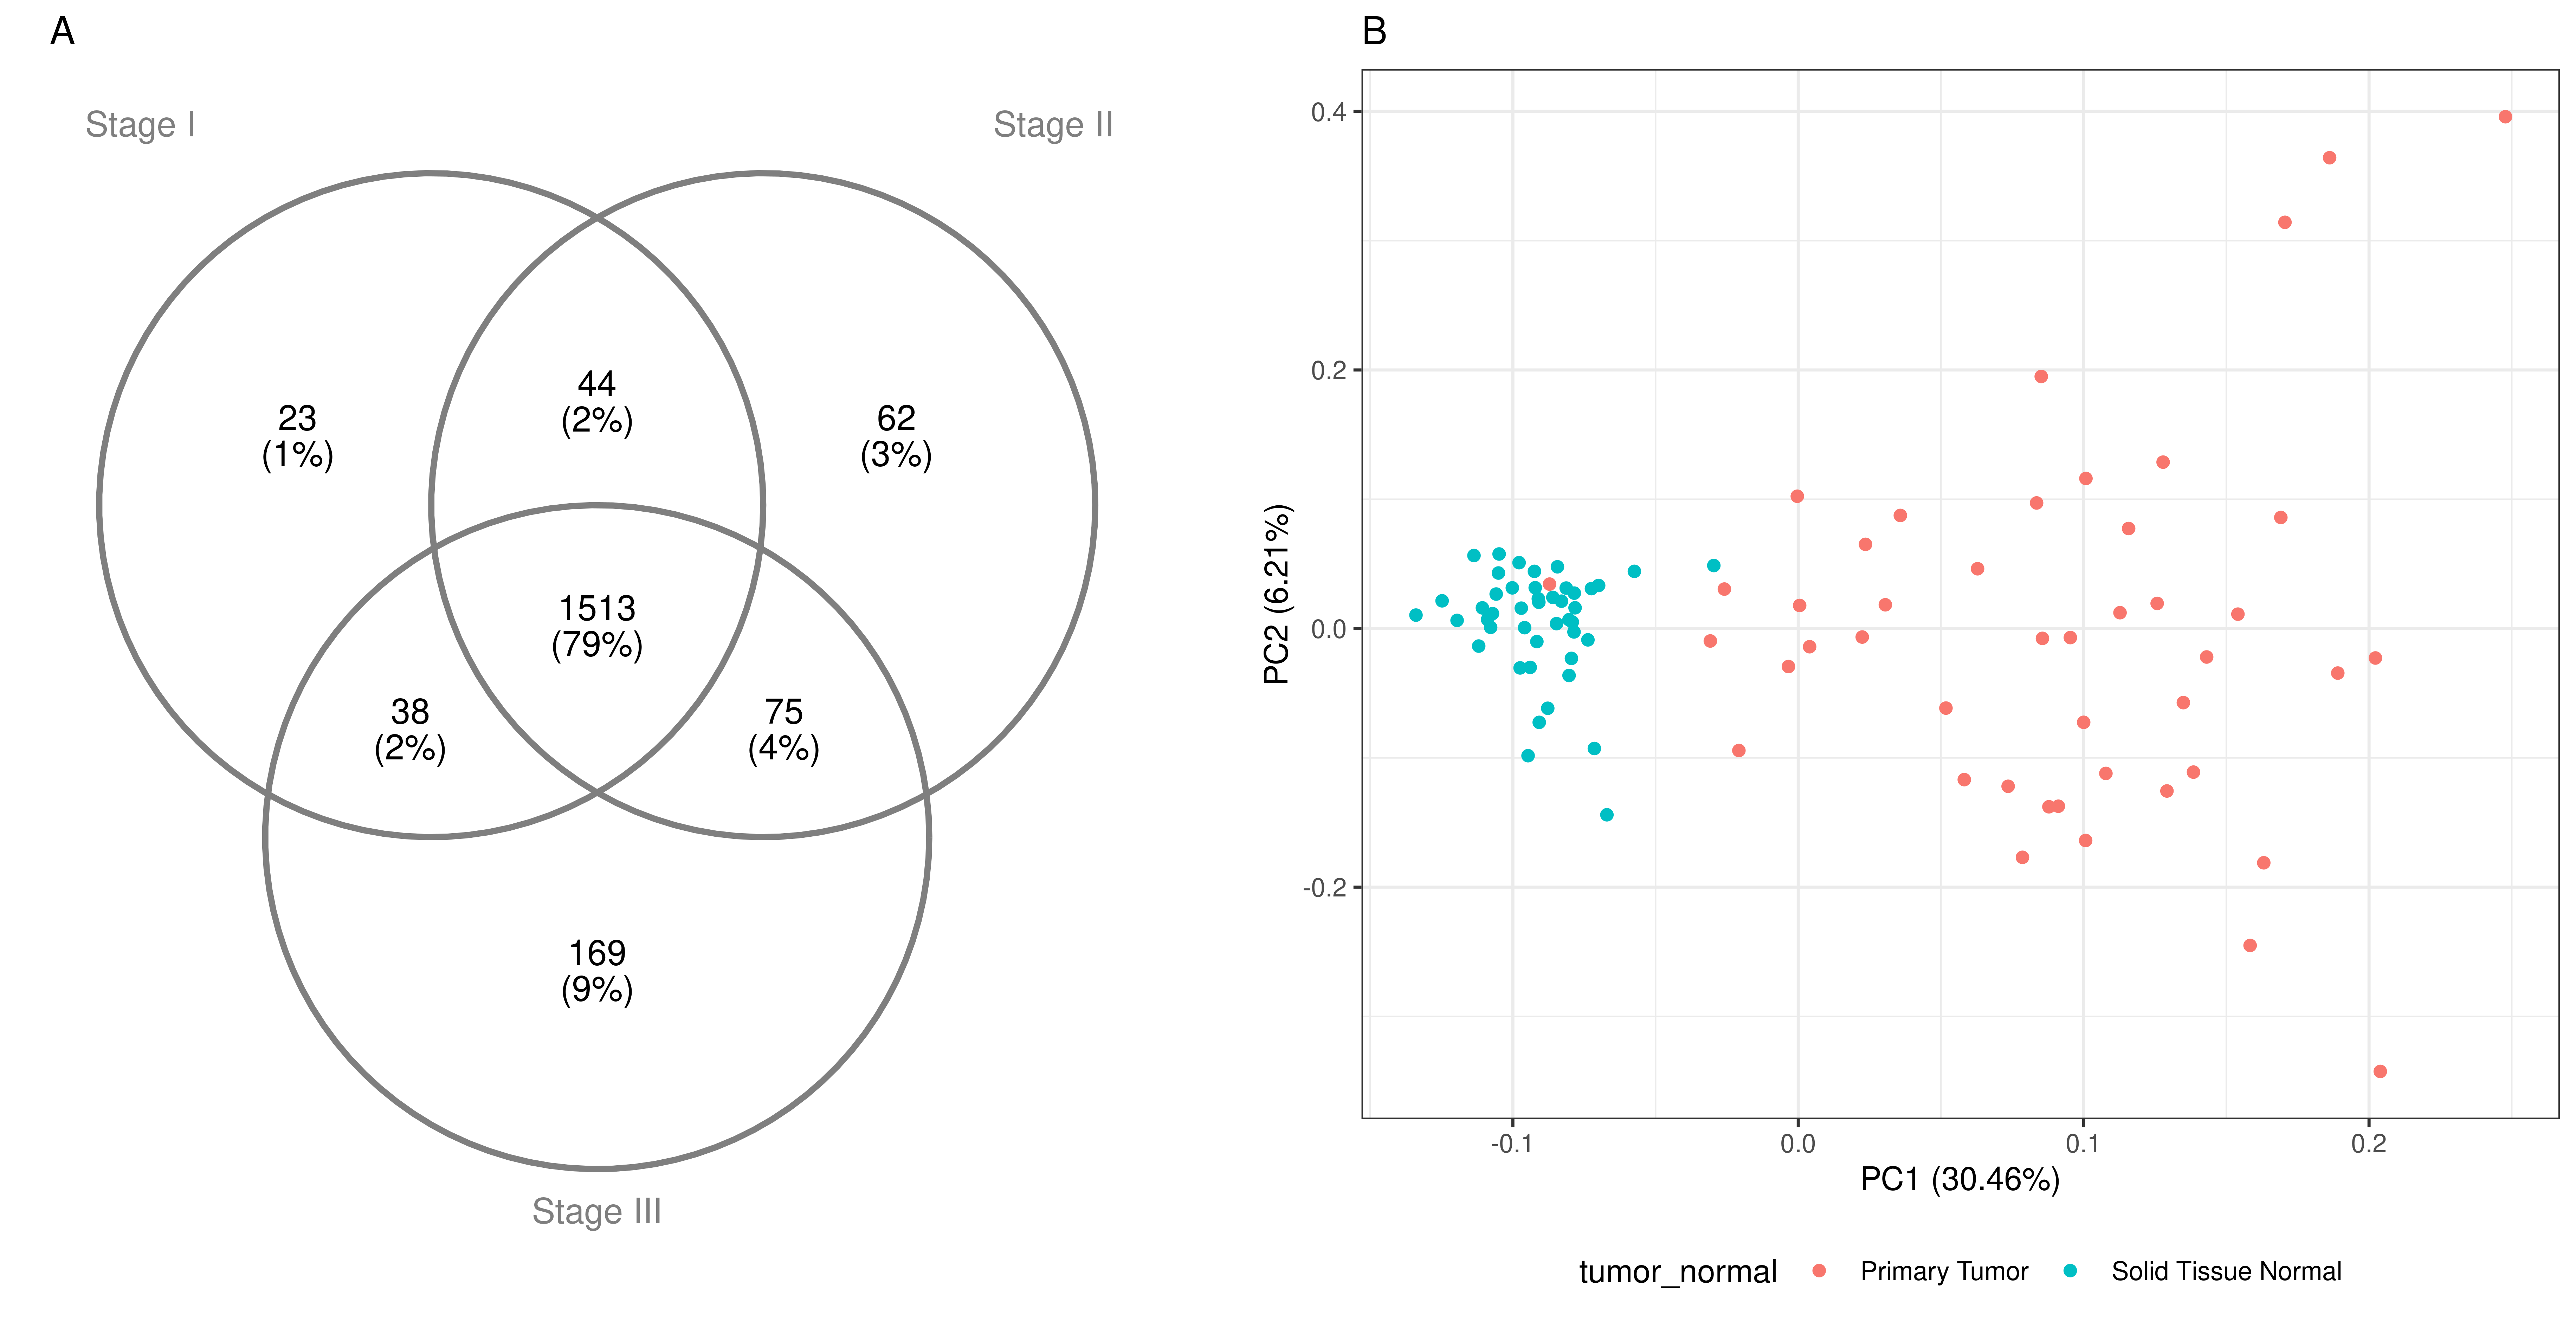 A
Stage I
Stage II
23
(1%)
44
(2%)
62
(3%)
1513
(79%)
38
(2%)
75
(4%)
169
(9%)
Stage III
B
0.4
0.2
0.0
-0.2
PC2 (6.21%)
-0.1
0.0
0.1
0.2
PC1 (30.46%)
tumor_normal Primary Tumor Solid Tissue Normal